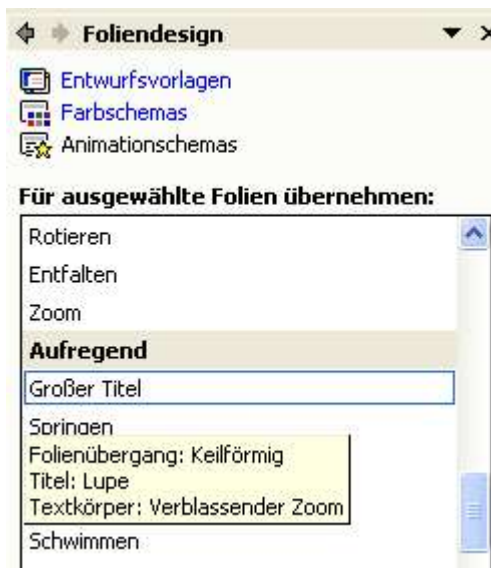 Foliendesign
Entwurfsvorlagen
Farbschemas
Animationschemas
Für ausgewählte Folien übernehmen:
Rotieren
Entfalten
Zoom
Aufregend
Großer Titel
Springen
Folienübergang: Keilförmig
Titel: Lupe
Textkörper: Verblassender Zoom
Schwimmen